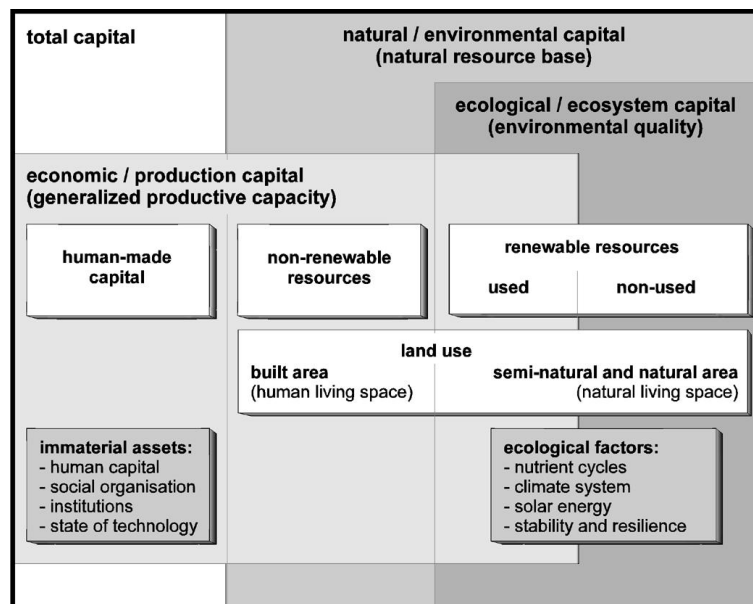 total capital
natural / environmental capital
(natural resource base)
ecological / ecosystem capital
(environmental quality)
economic / production capital
(generalized productive capacity)
human-made
capital
non-renewable
resources
renewable resources
used non-used
land use
built area semi-natural and natural area
(human living space) (natural living space)
immaterial assets:
- human capital
- social organisation
- institutions
- state of technology
ecological factors:
- nutrient cycles
- climate system
- solar energy
- stability and resilience